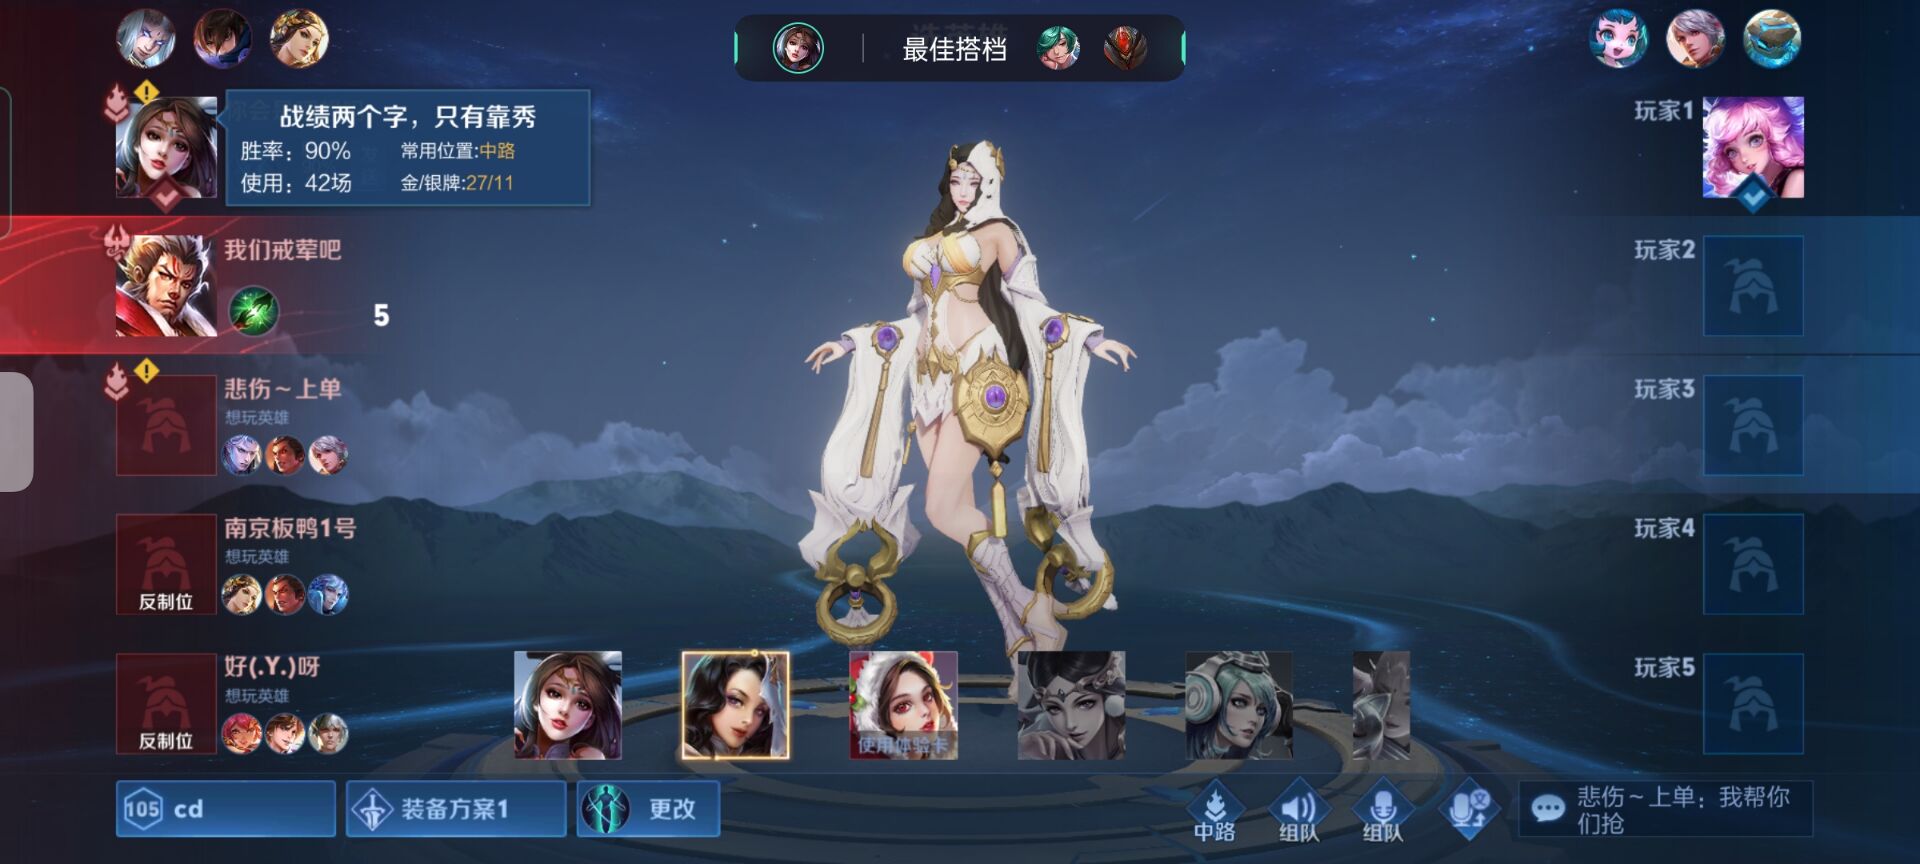 最佳搭档
战绩两个字，只有靠秀
胜率：90% 常用位置:中路
使用：42场 金/银牌:27/11
玩家1
我们戒荤吧
5
玩家2
悲伤～上单
想玩英雄
玩家3
南京板鸭1号
想玩英雄
反制位
玩家4
好(.Y.)呀
想玩英雄
反制位
玩家5
使用体验卡
105 cd
装备方案1
更改
中路
组队
组队
悲伤～上单：我帮你
们抢